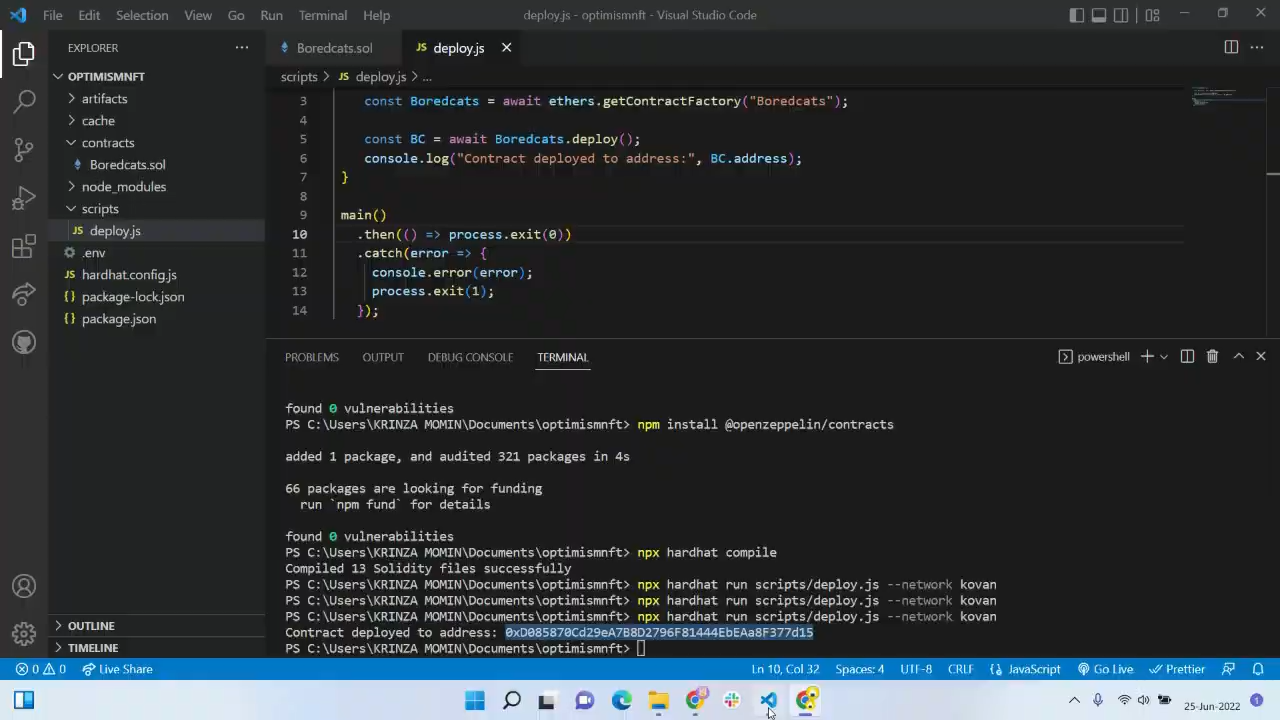 File Edit Selection View Go Run Terminal Help
deploy.js - optimismnft - Visual Studio Code
EXPLORER
OPTIMISMNFT
artifacts
cache
contracts
Boredcats.sol
node_modules
scripts
JS deploy.js
.env
JS hardhat.config.js
{} package-lock.json
{} package.json
OUTLINE
TIMELINE
Boredcats.sol
JS deploy.js
scripts > JS deploy.js > ...
3 const Boredcats = await ethers.getContractFactory("Boredcats");
4
5 const BC = await Boredcats.deploy();
6 console.log("Contract deployed to address:", BC.address);
7 }
8
9 main()
10 .then(() => process.exit(0))
11 .catch(error => {
12 console.error(error);
13 process.exit(1);
14 });
PROBLEMS OUTPUT DEBUG CONSOLE TERMINAL
powershell
found 0 vulnerabilities
PS C:\Users\KRINZA MOMIN\Documents\optimismnft> npm install @openzeppelin/contracts
added 1 package, and audited 321 packages in 4s
66 packages are looking for funding
run `npm fund` for details
found 0 vulnerabilities
PS C:\Users\KRINZA MOMIN\Documents\optimismnft> npx hardhat compile
Compiled 13 Solidity files successfully
PS C:\Users\KRINZA MOMIN\Documents\optimismnft> npx hardhat run scripts/deploy.js --network kovan
PS C:\Users\KRINZA MOMIN\Documents\optimismnft> npx hardhat run scripts/deploy.js --network kovan
PS C:\Users\KRINZA MOMIN\Documents\optimismnft> npx hardhat run scripts/deploy.js --network kovan
Contract deployed to address: 0xD085870Cd29eA7B8D2796F81444EbEAa8F377d15
PS C:\Users\KRINZA MOMIN\Documents\optimismnft>
0 0 Live Share
Ln 10, Col 32 Spaces: 4 UTF-8 CRLF {} JavaScript Go Live Prettier
25-Jun-2022 1